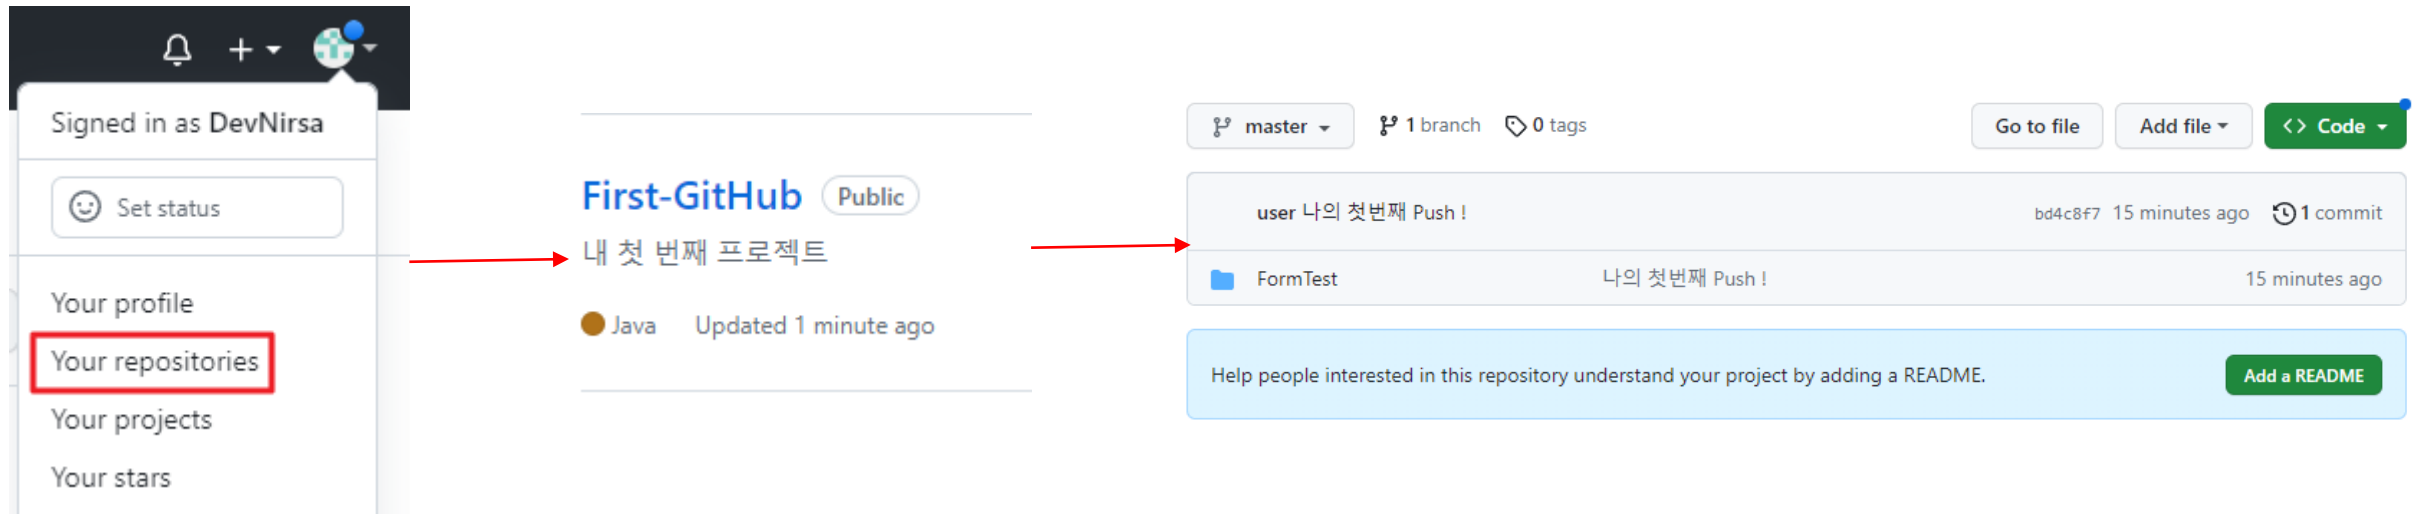 Signed in as DevNirsa
Set status
Your profile
Your repositories
Your projects
Your stars
First-GitHub Public
내 첫 번째 프로젝트
Java Updated 1 minute ago
master 1 branch 0 tags Go to file Add file Code
user 나의 첫번째 Push ! bd4c8f7 15 minutes ago 1 commit
FormTest 나의 첫번째 Push ! 15 minutes ago
Help people interested in this repository understand your project by adding a README. Add a README